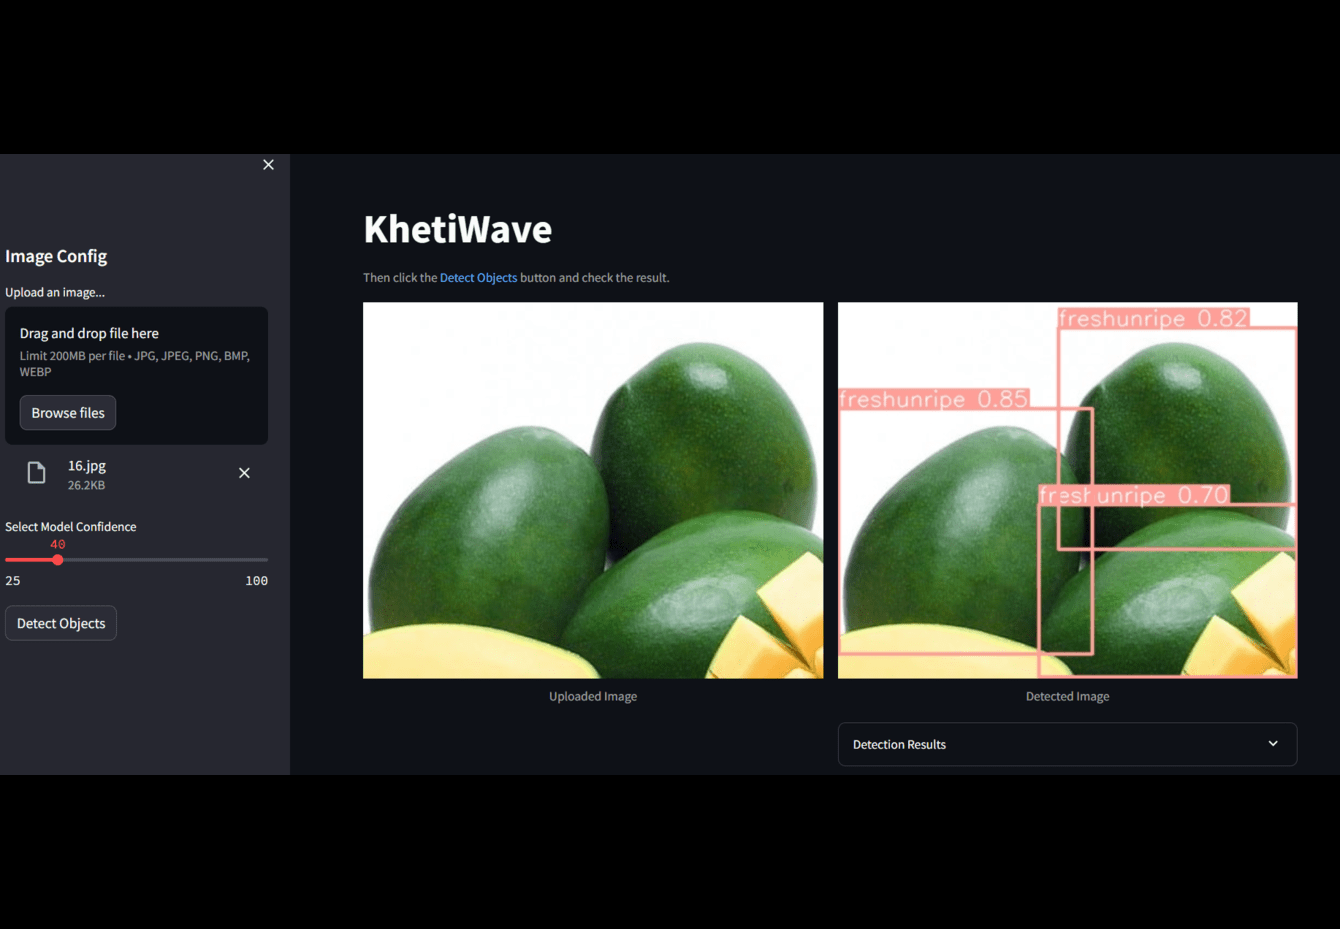 Image Config
Upload an image...
Drag and drop file here
Limit 200MB per file • JPG, JPEG, PNG, BMP,
WEBP
Browse files
16.jpg
26.2KB
Select Model Confidence
40
25 100
Detect Objects
KhetiWave
Then click the Detect Objects button and check the result.
freshunripe 0.82
freshunripe 0.85
freshunripe 0.70
Uploaded Image
Detected Image
Detection Results